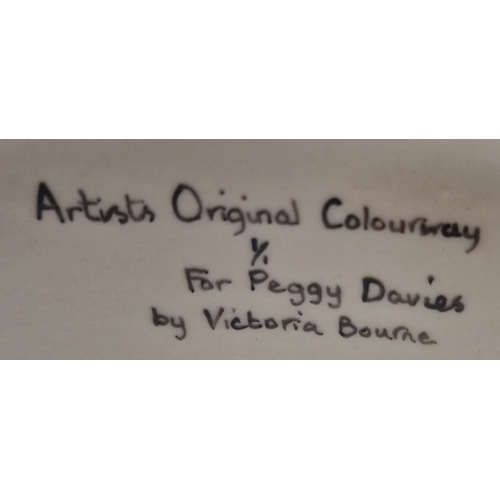 Artists Original Colourway
1/1
For Peggy Davies
by Victoria Bourne